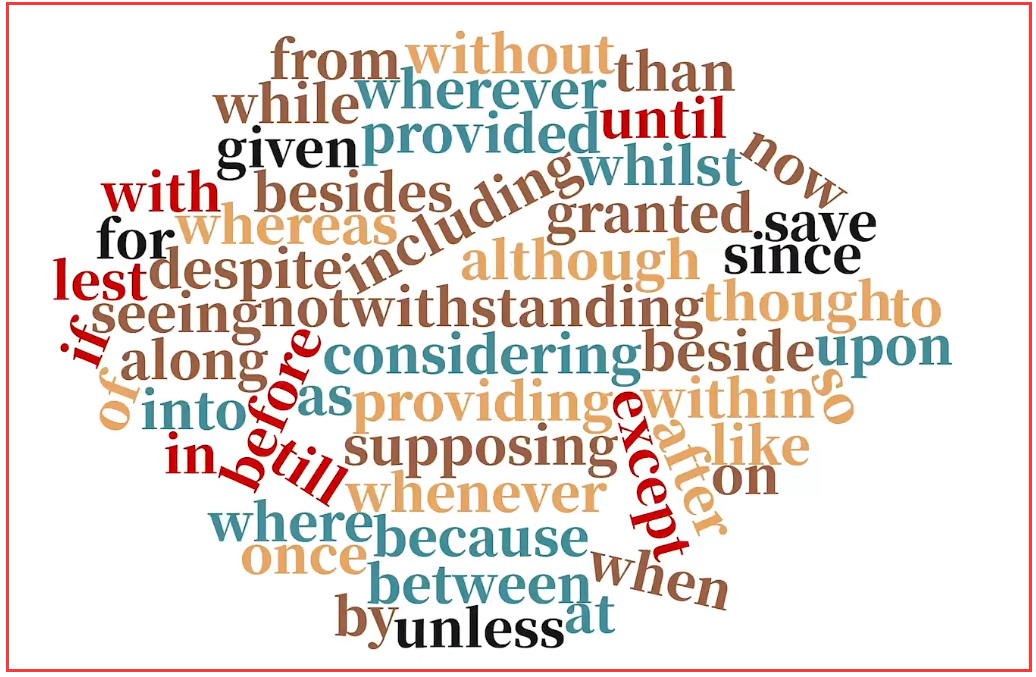 from without than
while wherever
given provided until
now
with besides including whilst
for whereas granted save
lest despite although since
seeing notwithstanding though to
if along considering beside upon
of into before as providing within so
in till supposing except after like
on
whenever
where because
once
between when
by unless at